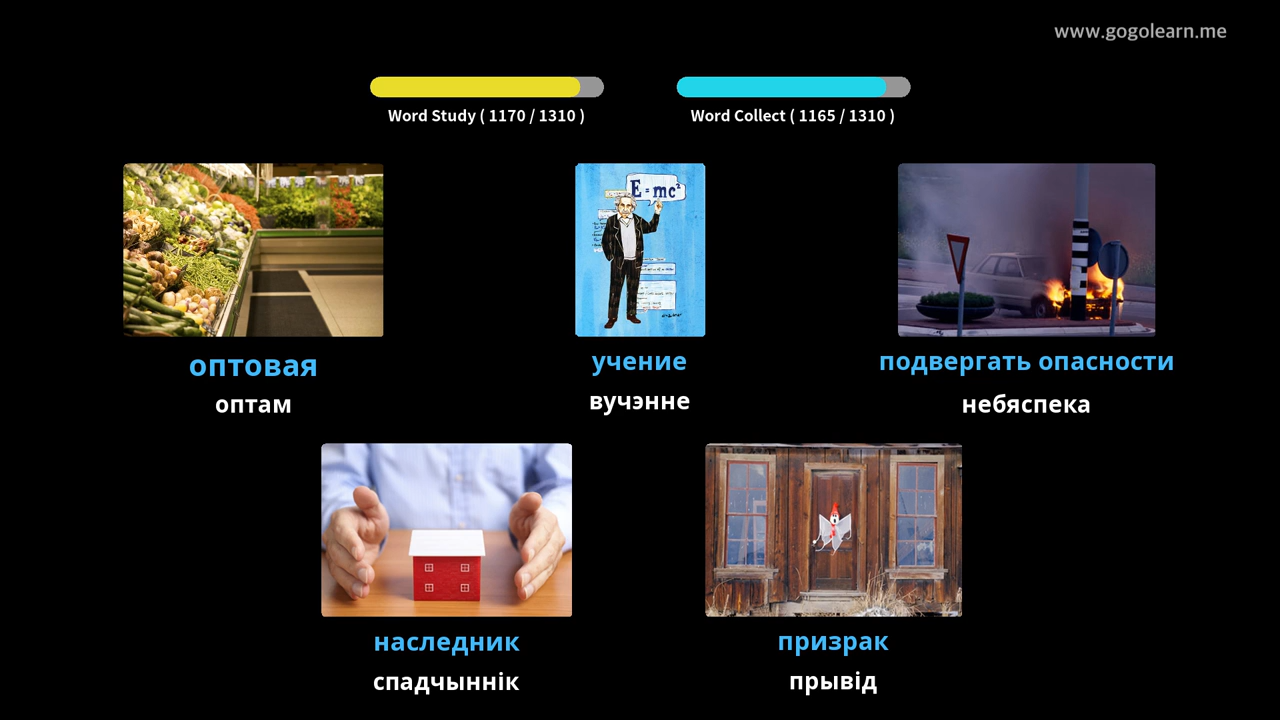 www.gogolearn.me
Word Study ( 1170 / 1310 )
Word Collect ( 1165 / 1310 )
E = mc²
оптовая
оптам
учение
вучэнне
подвергать опасности
небяспека
наследник
спадчыннік
призрак
прывід